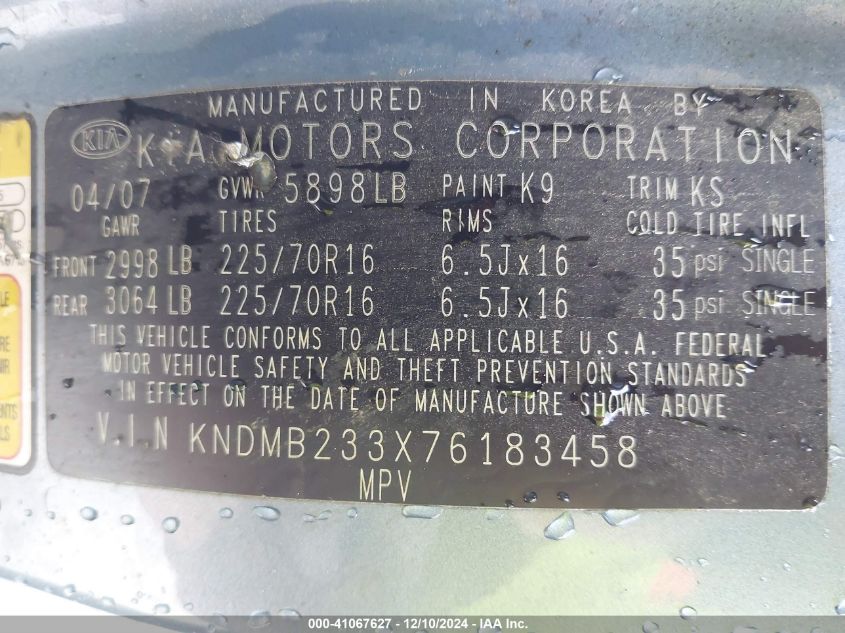 MANUFACTURED IN KOREA BY
KIA KIA MOTORS CORPORATION
04/07 GVWR 5898LB PAINT K9 TRIM KS
GAWR TIRES RIMS COLD TIRE INFL
FRONT 2998 LB 225/70R16 6.5Jx16 35 psi SINGLE
REAR 3064 LB 225/70R16 6.5Jx16 35 psi SINGLE
THIS VEHICLE CONFORMS TO ALL APPLICABLE U.S.A. FEDERAL
MOTOR VEHICLE SAFETY AND THEFT PREVENTION STANDARDS
IN EFFECT ON THE DATE OF MANUFACTURE SHOWN ABOVE
V.I.N KNDMB233X76183458
MPV
000-41067627 - 12/10/2024 - IAA Inc.